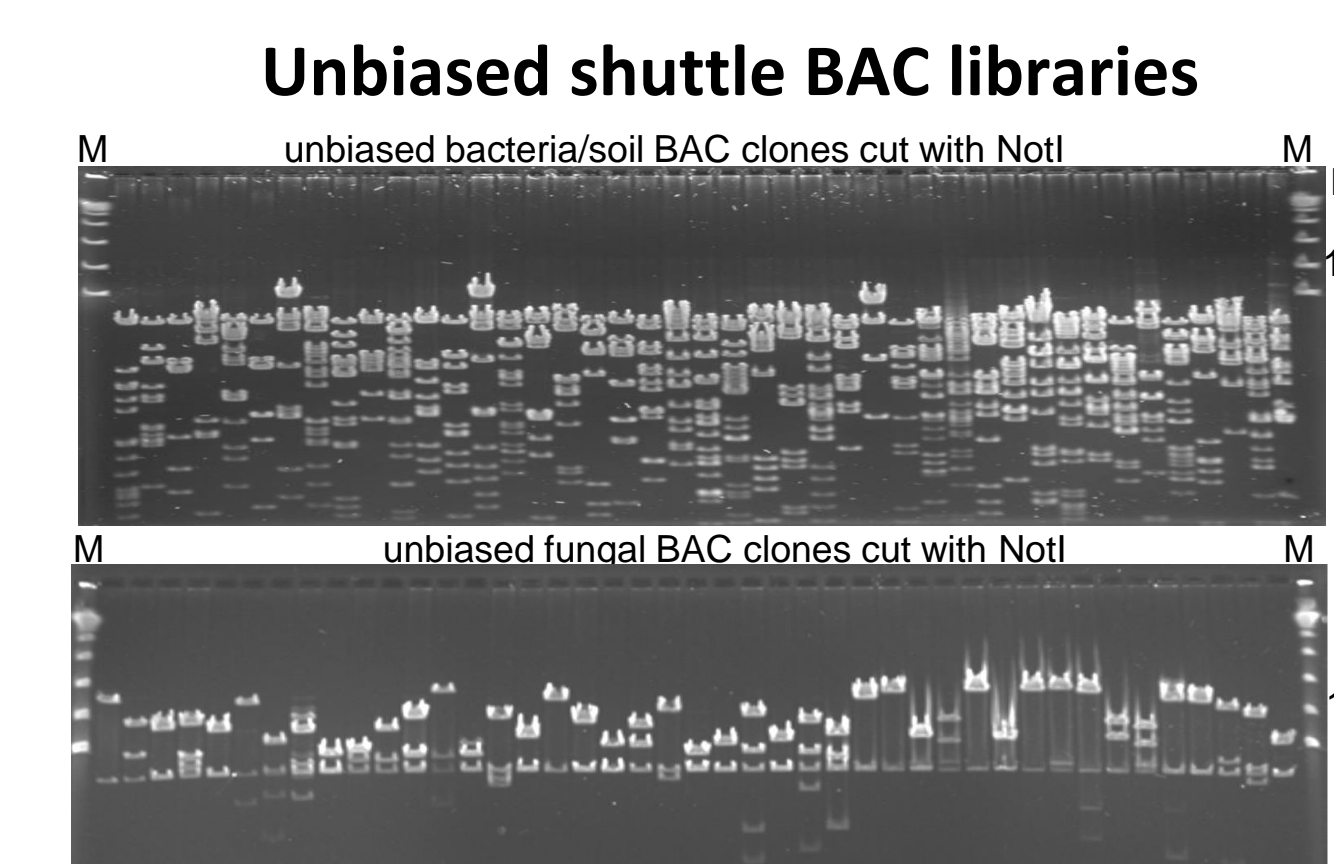 Unbiased shuttle BAC libraries
M unbiased bacteria/soil BAC clones cut with NotI M
M unbiased fungal BAC clones cut with NotI M